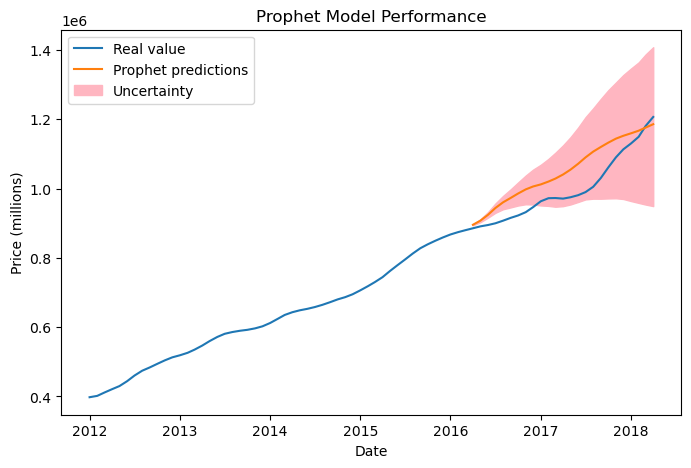 Prophet Model Performance
1e6
Real value
Prophet predictions
Uncertainty
1.4
1.2
1.0
0.8
0.6
0.4
Price (millions)
2012 2013 2014 2015 2016 2017 2018
Date